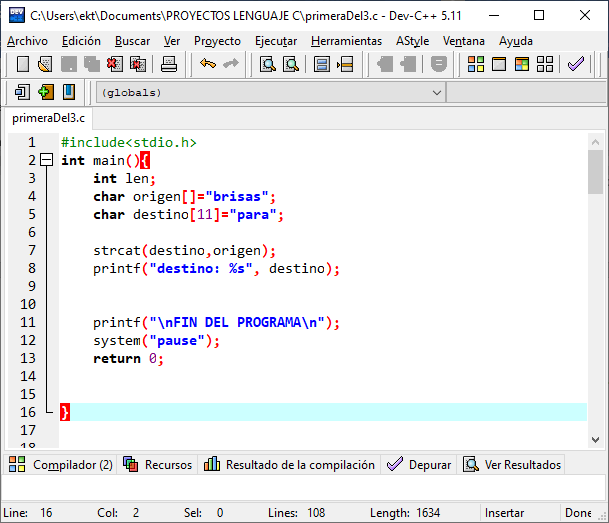 C:\Users\ekt\Documents\PROYECTOS LENGUAJE C\primeraDel3.c - Dev-C++ 5.11
Archivo Edición Buscar Ver Proyecto Ejecutar Herramientas AStyle Ventana Ayuda
(globals)
primeraDel3.c
1 #include<stdio.h>
2 int main(){
3 int len;
4 char origen[]="brisas";
5 char destino[11]="para";
6
7 strcat(destino,origen);
8 printf("destino: %s", destino);
9
10
11 printf("\nFIN DEL PROGRAMA\n");
12 system("pause");
13 return 0;
14
15
16 }
17
18
Compilador (2) Recursos Resultado de la compilación Depurar Ver Resultados
Line: 16 Col: 2 Sel: 0 Lines: 108 Length: 1634 Insertar Done